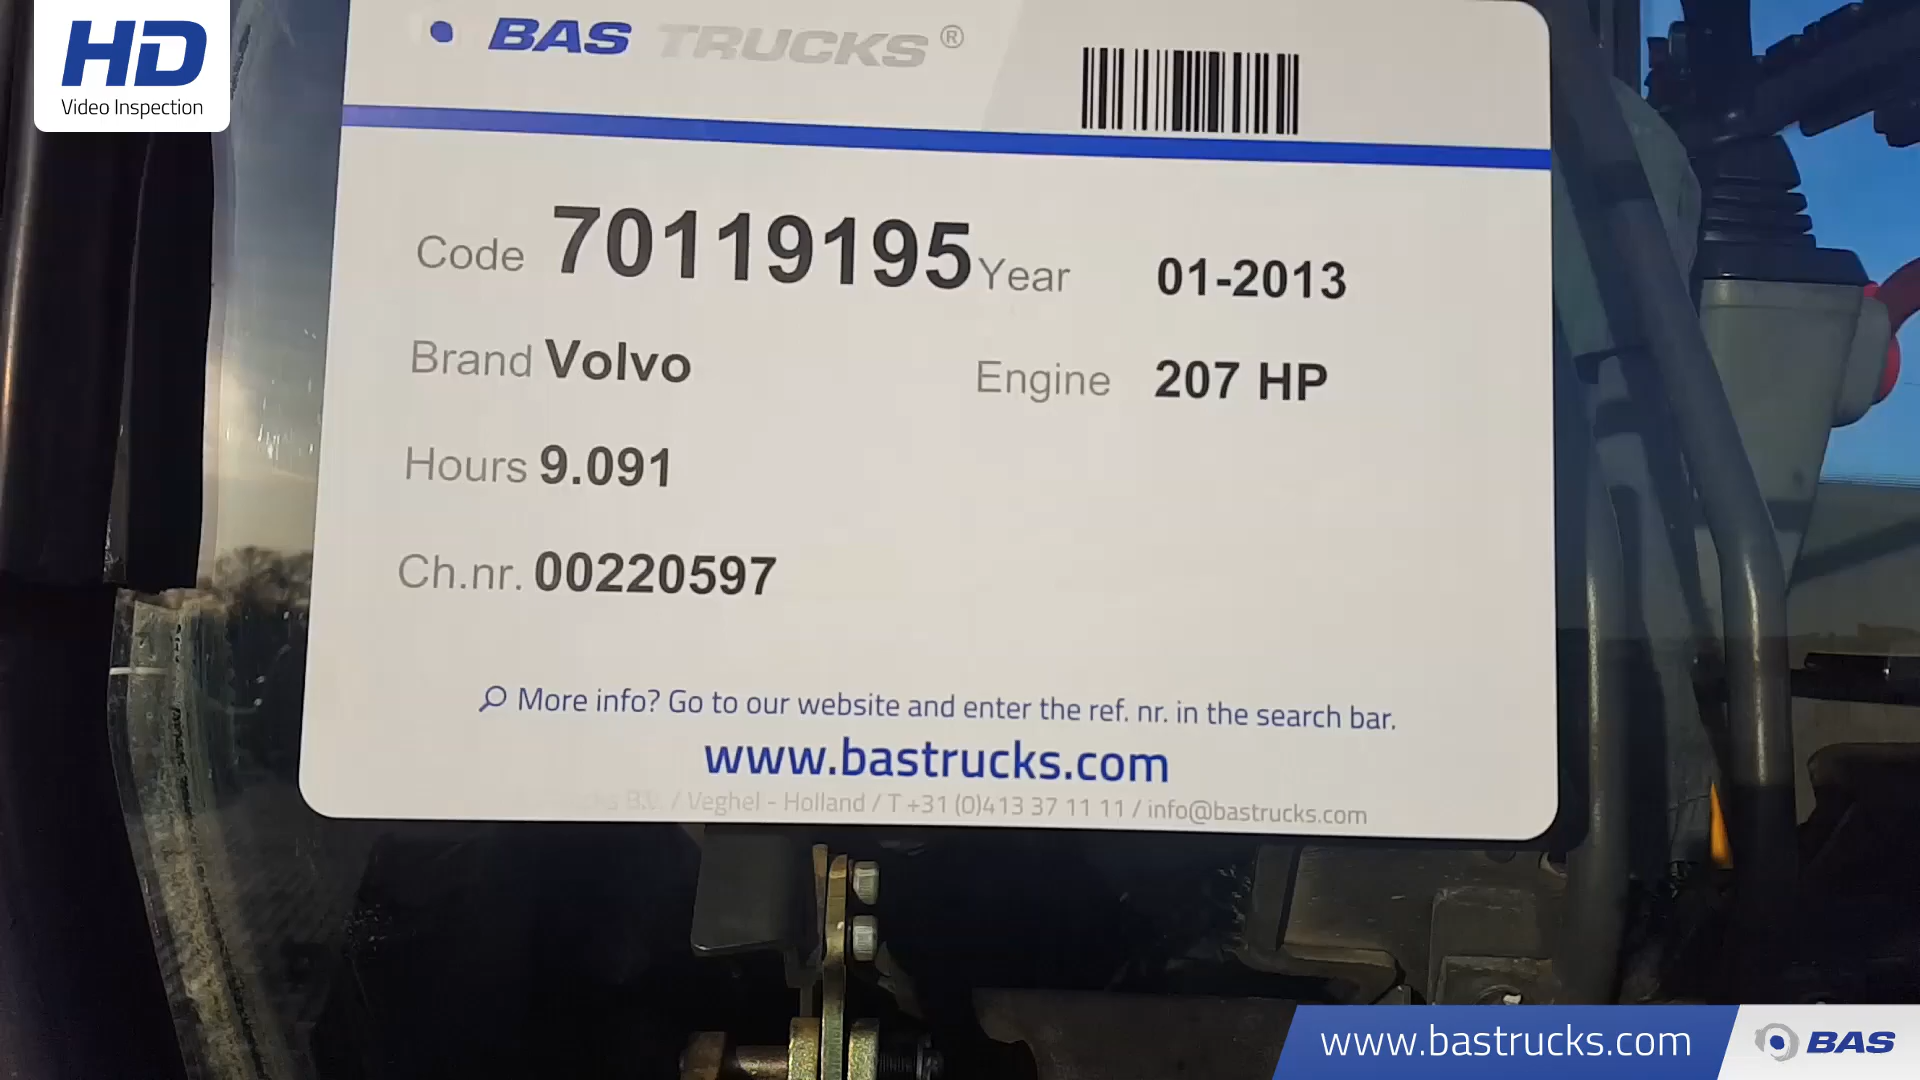 HD
Video Inspection
BAS TRUCKS®
Code 70119195 Year 01-2013
Brand Volvo Engine 207 HP
Hours 9.091
Ch.nr. 00220597
More info? Go to our website and enter the ref. nr. in the search bar.
www.bastrucks.com
B.V. / Veghel - Holland / T +31 (0)413 37 11 11 / info@bastrucks.com
www.bastrucks.com
BAS